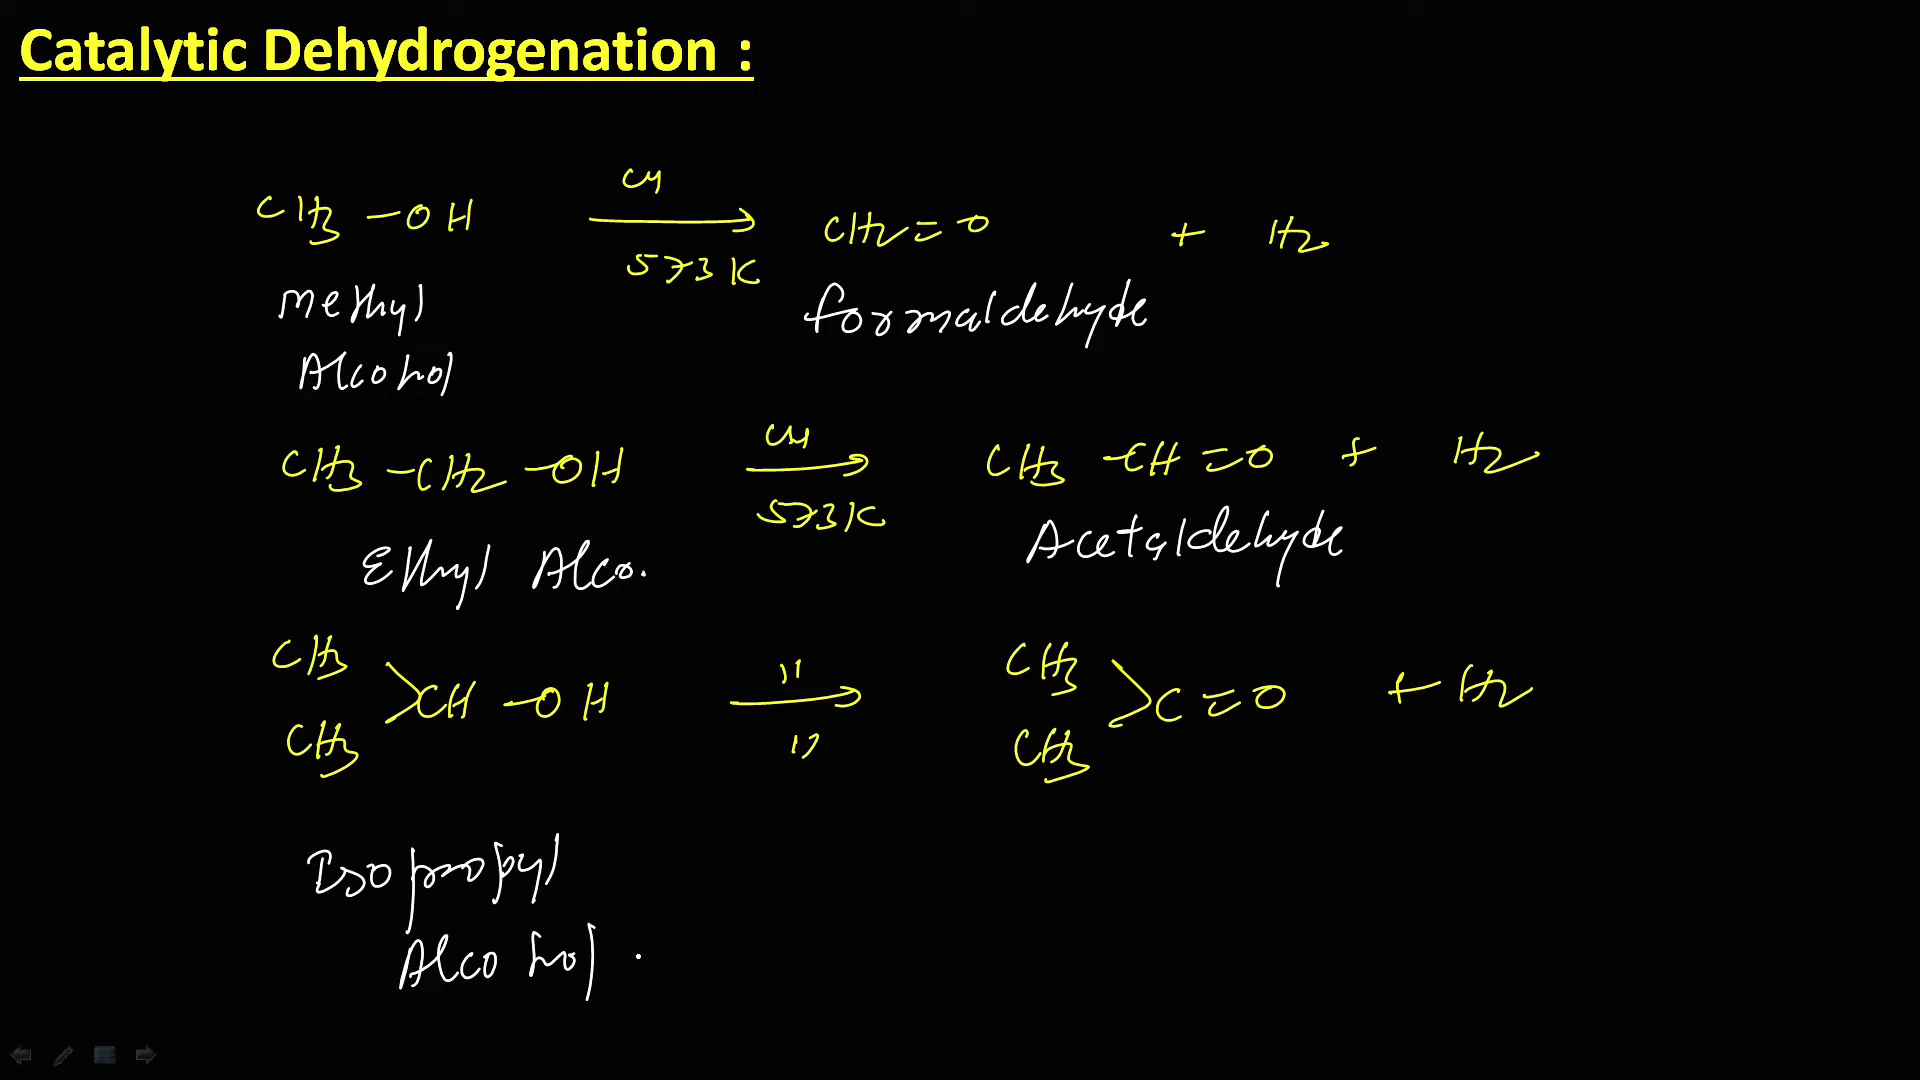 Catalytic Dehydrogenation :
CH3 - OH Cu 573 K CH2 = O + H2
Methyl Alcohol formaldehyde
CH3 - CH2 - OH Cu 573 K CH3 - CH = O + H2
Ethyl Alco. Acetaldehyde
CH3 CH3 > CH - OH '' '' CH3 CH3 > C = O + H2
Isopropyl
Alcohol .